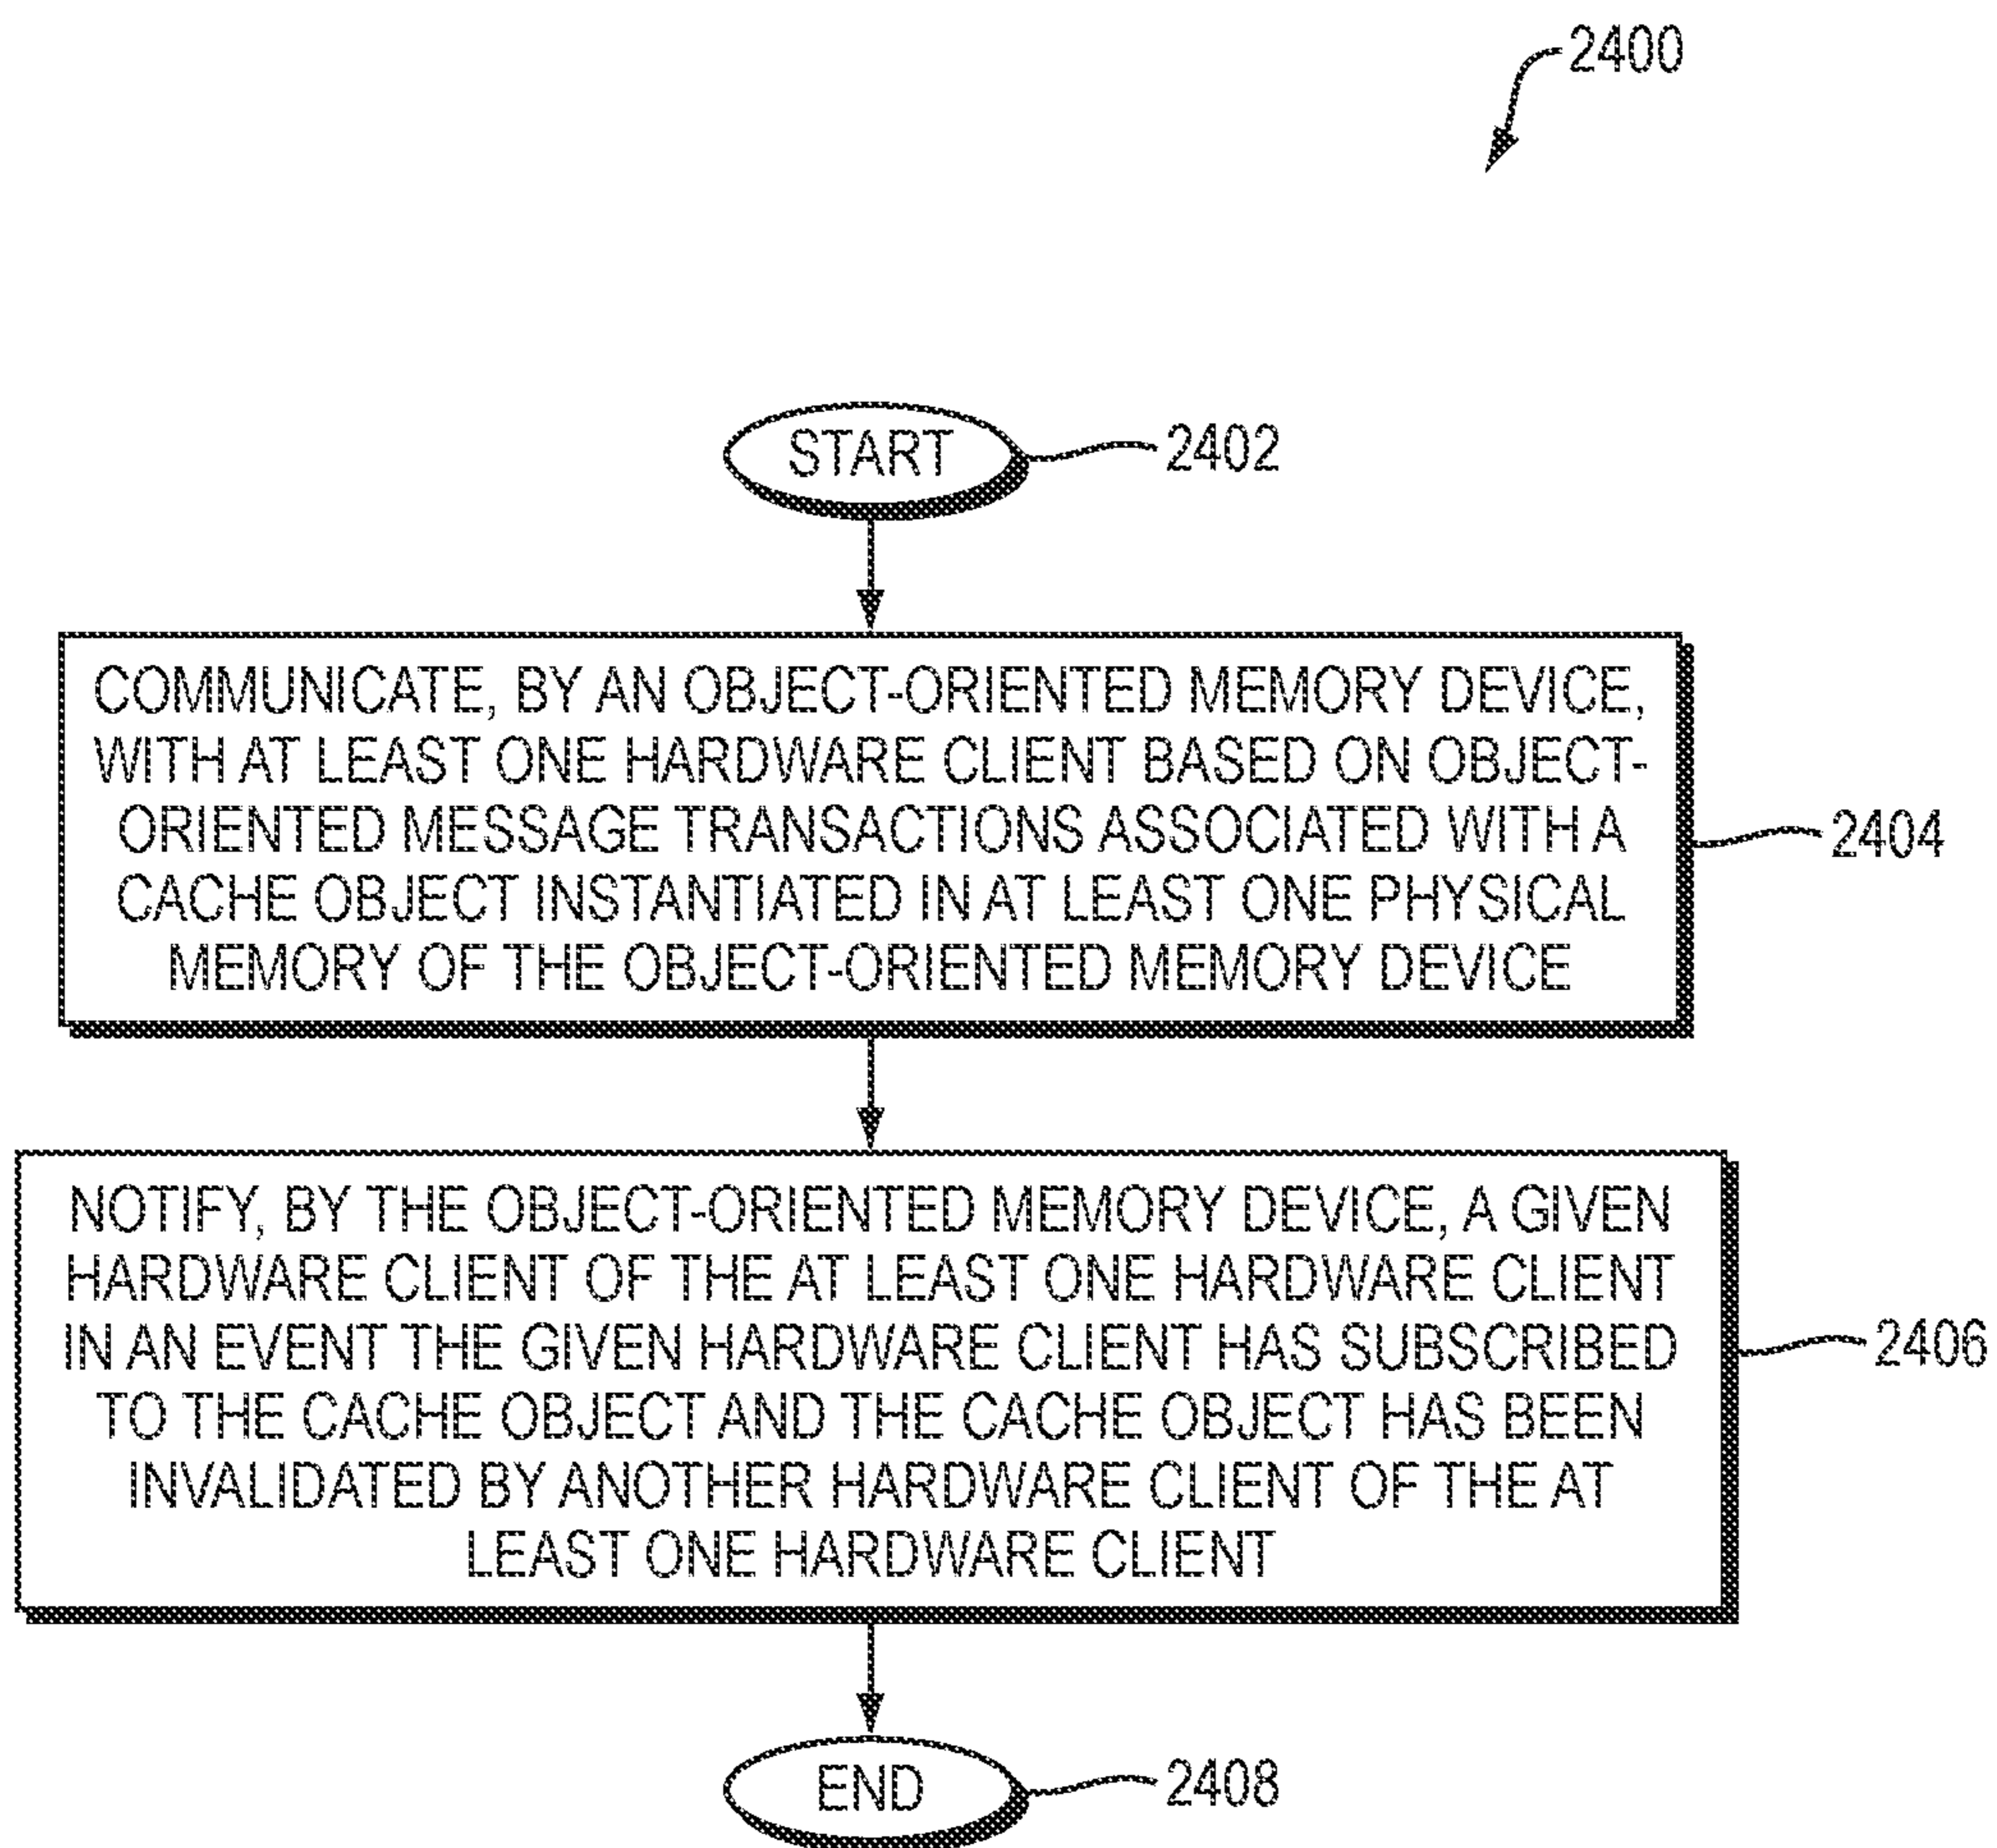 2400
START
2402
COMMUNICATE, BY AN OBJECT-ORIENTED MEMORY DEVICE,
WITH AT LEAST ONE HARDWARE CLIENT BASED ON OBJECT-
ORIENTED MESSAGE TRANSACTIONS ASSOCIATED WITH A
CACHE OBJECT INSTANTIATED IN AT LEAST ONE PHYSICAL
MEMORY OF THE OBJECT-ORIENTED MEMORY DEVICE
2404
NOTIFY, BY THE OBJECT-ORIENTED MEMORY DEVICE, A GIVEN
HARDWARE CLIENT OF THE AT LEAST ONE HARDWARE CLIENT
IN AN EVENT THE GIVEN HARDWARE CLIENT HAS SUBSCRIBED
TO THE CACHE OBJECT AND THE CACHE OBJECT HAS BEEN
INVALIDATED BY ANOTHER HARDWARE CLIENT OF THE AT
LEAST ONE HARDWARE CLIENT
2406
END
2408